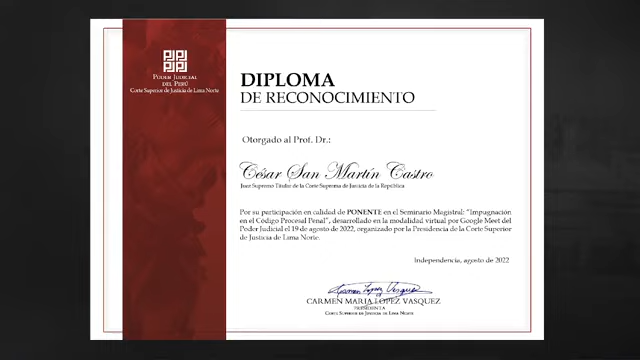 PODER JUDICIAL
DEL PERÚ
Corte Superior de Justicia de Lima Norte
DIPLOMA
DE RECONOCIMIENTO
Otorgado al Prof. Dr.:
César San Martín Castro
Juez Supremo Titular de la Corte Suprema de Justicia de la República
Por su participación en calidad de PONENTE en el Seminario Magistral: “Impugnación
en el Código Procesal Penal”, desarrollado en la modalidad virtual por Google Meet del
Poder Judicial el 19 de agosto de 2022, organizado por la Presidencia de la Corte Superior
de Justicia de Lima Norte.
Independencia, agosto de 2022
Carmen López Vásquez
CARMEN MARIA LOPEZ VASQUEZ
PRESIDENTA
CORTE SUPERIOR DE JUSTICIA DE LIMA NORTE